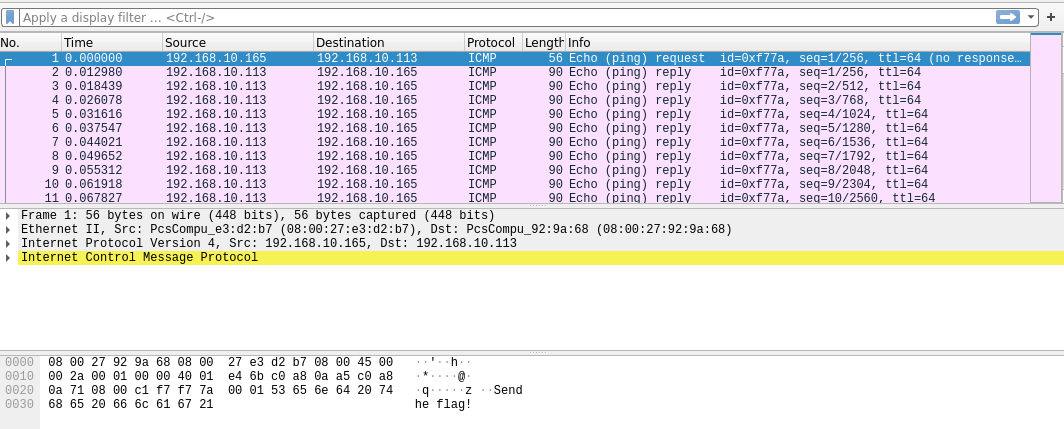 Apply a display filter … <Ctrl-/>
No. Time Source Destination Protocol Length Info
1 0.000000 192.168.10.165 192.168.10.113 ICMP 56 Echo (ping) request id=0xf77a, seq=1/256, ttl=64 (no response…
2 0.012980 192.168.10.113 192.168.10.165 ICMP 90 Echo (ping) reply id=0xf77a, seq=1/256, ttl=64
3 0.018439 192.168.10.113 192.168.10.165 ICMP 90 Echo (ping) reply id=0xf77a, seq=2/512, ttl=64
4 0.026078 192.168.10.113 192.168.10.165 ICMP 90 Echo (ping) reply id=0xf77a, seq=3/768, ttl=64
5 0.031616 192.168.10.113 192.168.10.165 ICMP 90 Echo (ping) reply id=0xf77a, seq=4/1024, ttl=64
6 0.037547 192.168.10.113 192.168.10.165 ICMP 90 Echo (ping) reply id=0xf77a, seq=5/1280, ttl=64
7 0.044021 192.168.10.113 192.168.10.165 ICMP 90 Echo (ping) reply id=0xf77a, seq=6/1536, ttl=64
8 0.049652 192.168.10.113 192.168.10.165 ICMP 90 Echo (ping) reply id=0xf77a, seq=7/1792, ttl=64
9 0.055312 192.168.10.113 192.168.10.165 ICMP 90 Echo (ping) reply id=0xf77a, seq=8/2048, ttl=64
10 0.061918 192.168.10.113 192.168.10.165 ICMP 90 Echo (ping) reply id=0xf77a, seq=9/2304, ttl=64
11 0.067827 192.168.10.113 192.168.10.165 ICMP 90 Echo (ping) reply id=0xf77a, seq=10/2560, ttl=64
Frame 1: 56 bytes on wire (448 bits), 56 bytes captured (448 bits)
Ethernet II, Src: PcsCompu_e3:d2:b7 (08:00:27:e3:d2:b7), Dst: PcsCompu_92:9a:68 (08:00:27:92:9a:68)
Internet Protocol Version 4, Src: 192.168.10.165, Dst: 192.168.10.113
Internet Control Message Protocol
0000 08 00 27 92 9a 68 08 00 27 e3 d2 b7 08 00 45 00 ··'··h··
0010 00 2a 00 01 00 00 40 01 e4 6b c0 a8 0a a5 c0 a8 ·*····@·
0020 0a 71 08 00 c1 f7 f7 7a 00 01 53 65 6e 64 20 74 ·q·····z ··Send
0030 68 65 20 66 6c 61 67 21 he flag!